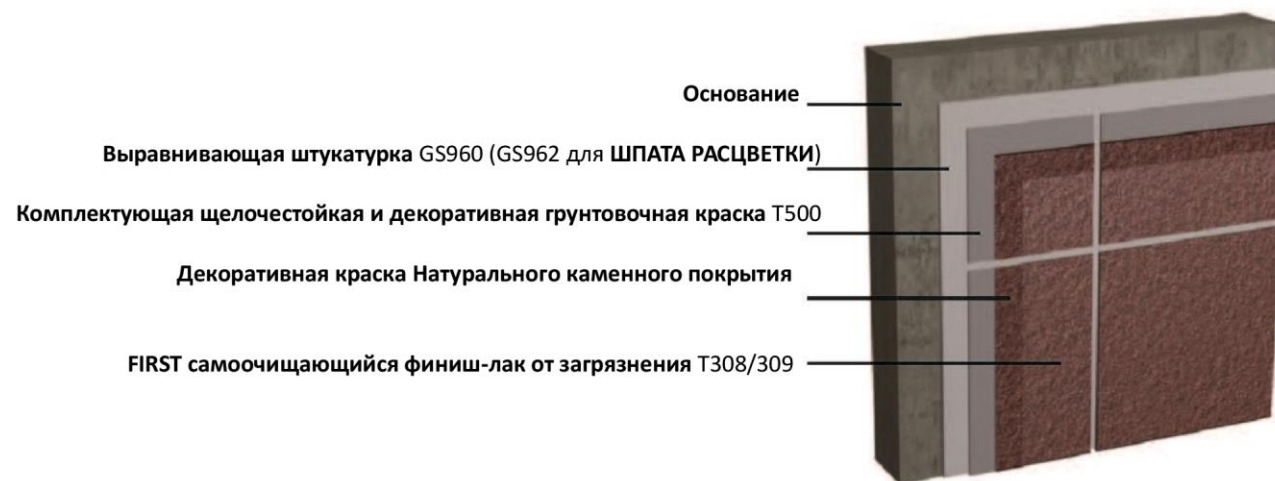 Основание
Выравнивающая штукатурка GS960 (GS962 для ШПАТА РАСЦВЕТКИ)
Комплектующая щелочестойкая и декоративная грунтовочная краска T500
Декоративная краска Натурального каменного покрытия
FIRST самоочищающийся финиш-лак от загрязнения T308/309